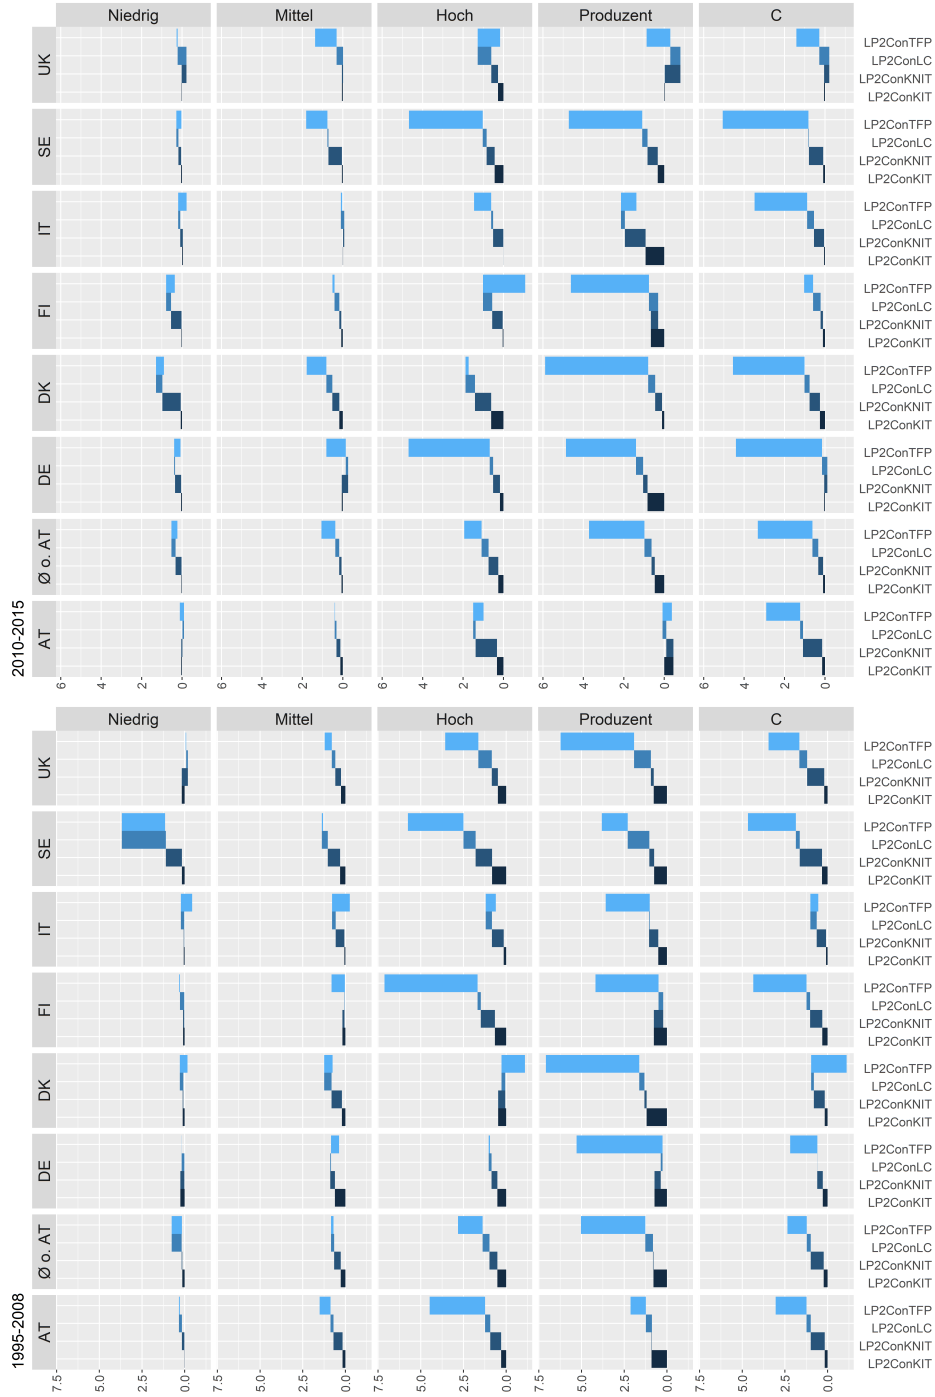 Niedrig Mittel Hoch Produzent C
UK
LP2ConTFP
LP2ConLC
LP2ConKNIT
LP2ConKIT
SE
LP2ConTFP
LP2ConLC
LP2ConKNIT
LP2ConKIT
IT
LP2ConTFP
LP2ConLC
LP2ConKNIT
LP2ConKIT
FI
LP2ConTFP
LP2ConLC
LP2ConKNIT
LP2ConKIT
DK
LP2ConTFP
LP2ConLC
LP2ConKNIT
LP2ConKIT
DE
LP2ConTFP
LP2ConLC
LP2ConKNIT
LP2ConKIT
Ø o. AT
LP2ConTFP
LP2ConLC
LP2ConKNIT
LP2ConKIT
AT
LP2ConTFP
LP2ConLC
LP2ConKNIT
LP2ConKIT
2010-2015
6 4 2 0 6 4 2 0 6 4 2 0 6 4 2 0 6 4 2 0
Niedrig Mittel Hoch Produzent C
UK
LP2ConTFP
LP2ConLC
LP2ConKNIT
LP2ConKIT
SE
LP2ConTFP
LP2ConLC
LP2ConKNIT
LP2ConKIT
IT
LP2ConTFP
LP2ConLC
LP2ConKNIT
LP2ConKIT
FI
LP2ConTFP
LP2ConLC
LP2ConKNIT
LP2ConKIT
DK
LP2ConTFP
LP2ConLC
LP2ConKNIT
LP2ConKIT
DE
LP2ConTFP
LP2ConLC
LP2ConKNIT
LP2ConKIT
Ø o. AT
LP2ConTFP
LP2ConLC
LP2ConKNIT
LP2ConKIT
AT
LP2ConTFP
LP2ConLC
LP2ConKNIT
LP2ConKIT
1995-2008
7.5 5.0 2.5 0.0 7.5 5.0 2.5 0.0 7.5 5.0 2.5 0.0 7.5 5.0 2.5 0.0 7.5 5.0 2.5 0.0